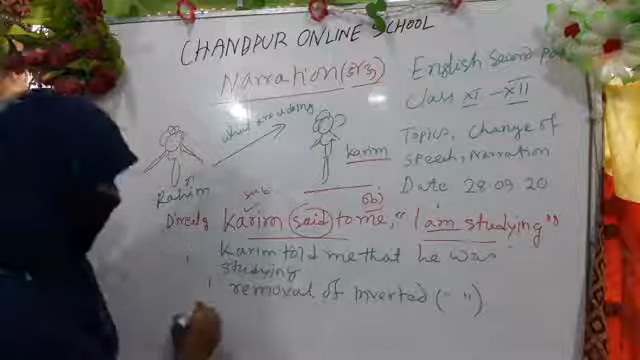 CHANDPUR ONLINE SCHOOL
Narration (উক্তি)
English Second Pa
Class XI - XII
Topics, Change of
speech, Narration
Date 28.09.20
What are you doing
Karim
Rahim
sub
obj
Direct Karim said to me, "I am studying"
Karim told me that he was
studying
removal of Inverted (" ")